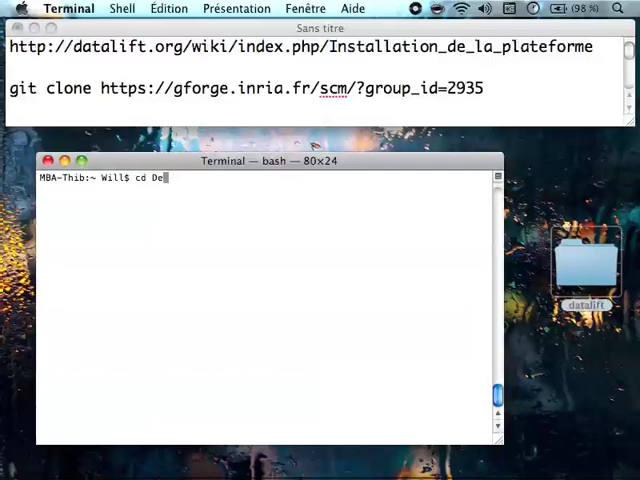 Terminal Shell Édition Présentation Fenêtre Aide (98 %)
Sans titre
http://datalift.org/wiki/index.php/Installation_de_la_plateforme
git clone https://gforge.inria.fr/scm/?group_id=2935
Terminal — bash — 80×24
MBA-Thib:~ Will$ cd De
datalift